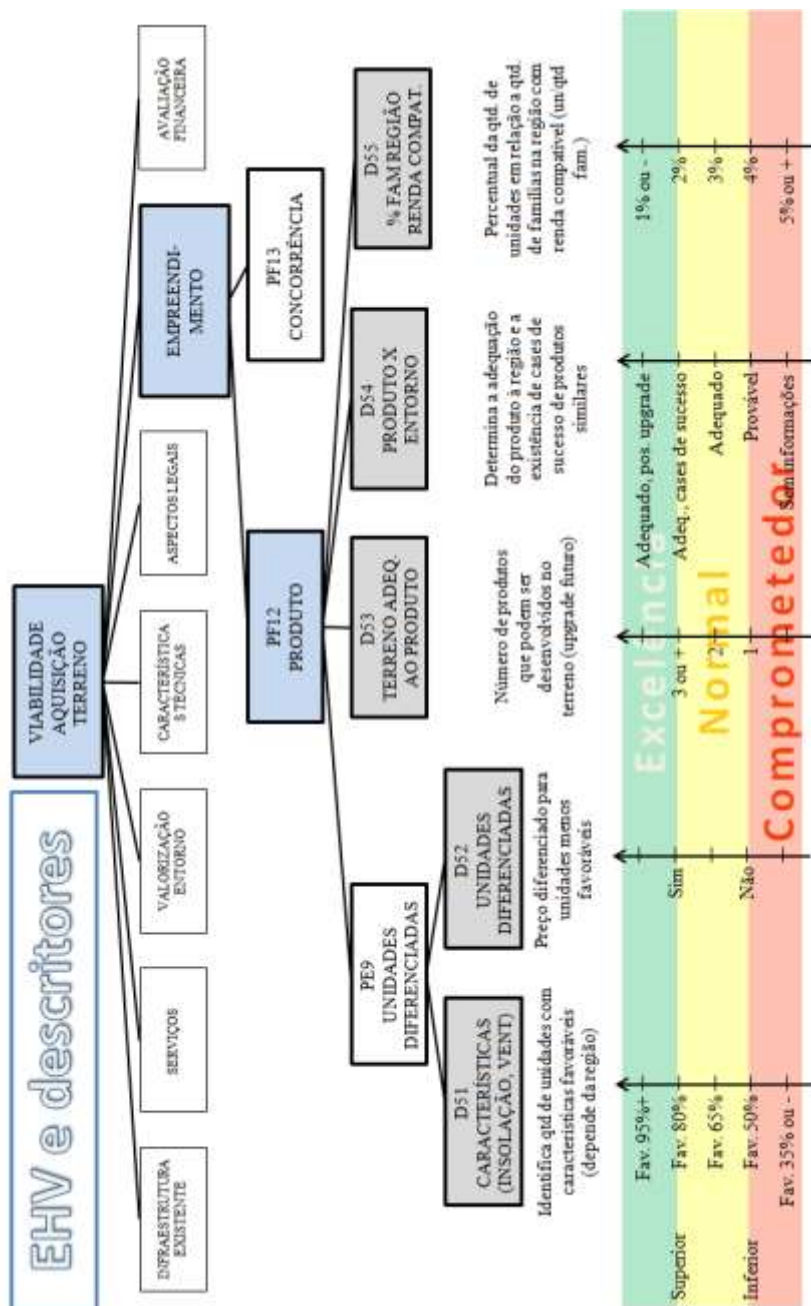 EHV e descritores
VIABILIDADE
AQUISIÇÃO
TERRENO
INFRAESTRUTURA
EXISTENTE
SERVIÇOS
VALORIZAÇÃO
ENTORNO
CARACTERÍSTICA
S TÉCNICAS
ASPECTOS LEGAIS
EMPREENDI-
MENTO
AVALIAÇÃO
FINANCEIRA
PF12
PRODUTO
PF13
CONCORRÊNCIA
PE9
UNIDADES
DIFERENCIADAS
D53
TERRENO ADEQ.
AO PRODUTO
D54
PRODUTO X
ENTORNO
D55
% FAM REGIÃO
RENDA COMPAT.
D51
CARACTERÍSTICAS
(INSOLAÇÃO, VENT)
D52
UNIDADES
DIFERENCIADAS
Identifica qtd de unidades com
características favoráveis
(depende da região)
Preço diferenciado para
unidades menos
favoráveis
Número de produtos
que podem ser
desenvolvidos no
terreno (upgrade futuro)
Determina a adequação
do produto à região e a
existência de cases de
sucesso de produtos
similares
Percentual da qtd. de
unidades em relação a qtd.
de famílias na região com
renda compatível (un/qtd
fam.)
Superior
Inferior
Fav. 95%+
Fav. 80%
Fav. 65%
Fav. 50%
Fav. 35% ou -
Sim
Não
3 ou +
2
1
Adequado, pos. upgrade
Adeq., cases de sucesso
Adequado
Provável
Sem informações
1% ou -
2%
3%
4%
5% ou +
Excelência
Normal
Comprometedor